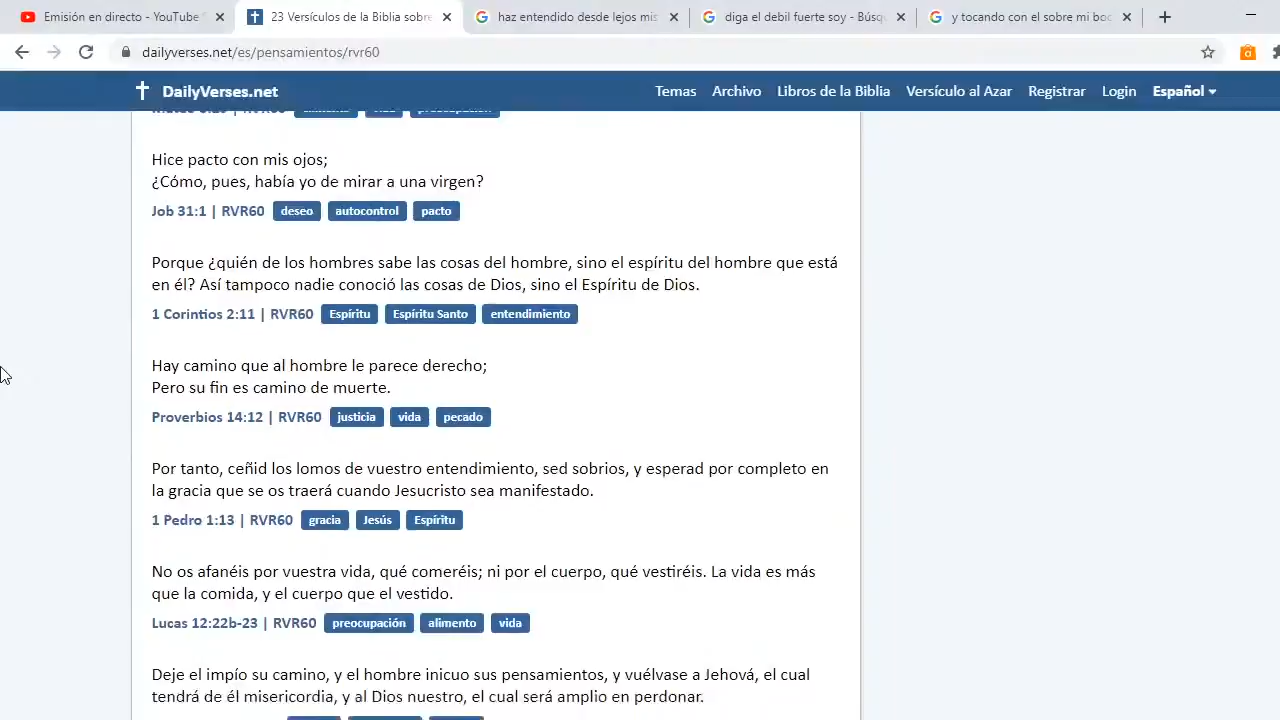 Emisión en directo - YouTube
23 Versículos de la Biblia sobre
haz entendido desde lejos mis
diga el debil fuerte soy - Búsqu
y tocando con el sobre mi boc
dailyverses.net/es/pensamientos/rvr60
DailyVerses.net
Temas Archivo Libros de la Biblia Versículo al Azar Registrar Login Español
Hice pacto con mis ojos;
¿Cómo, pues, había yo de mirar a una virgen?
Job 31:1 | RVR60 deseo autocontrol pacto
Porque ¿quién de los hombres sabe las cosas del hombre, sino el espíritu del hombre que está
en él? Así tampoco nadie conoció las cosas de Dios, sino el Espíritu de Dios.
1 Corintios 2:11 | RVR60 Espíritu Espíritu Santo entendimiento
Hay camino que al hombre le parece derecho;
Pero su fin es camino de muerte.
Proverbios 14:12 | RVR60 justicia vida pecado
Por tanto, ceñid los lomos de vuestro entendimiento, sed sobrios, y esperad por completo en
la gracia que se os traerá cuando Jesucristo sea manifestado.
1 Pedro 1:13 | RVR60 gracia Jesús Espíritu
No os afanéis por vuestra vida, qué comeréis; ni por el cuerpo, qué vestiréis. La vida es más
que la comida, y el cuerpo que el vestido.
Lucas 12:22b-23 | RVR60 preocupación alimento vida
Deje el impío su camino, y el hombre inicuo sus pensamientos, y vuélvase a Jehová, el cual
tendrá de él misericordia, y al Dios nuestro, el cual será amplio en perdonar.